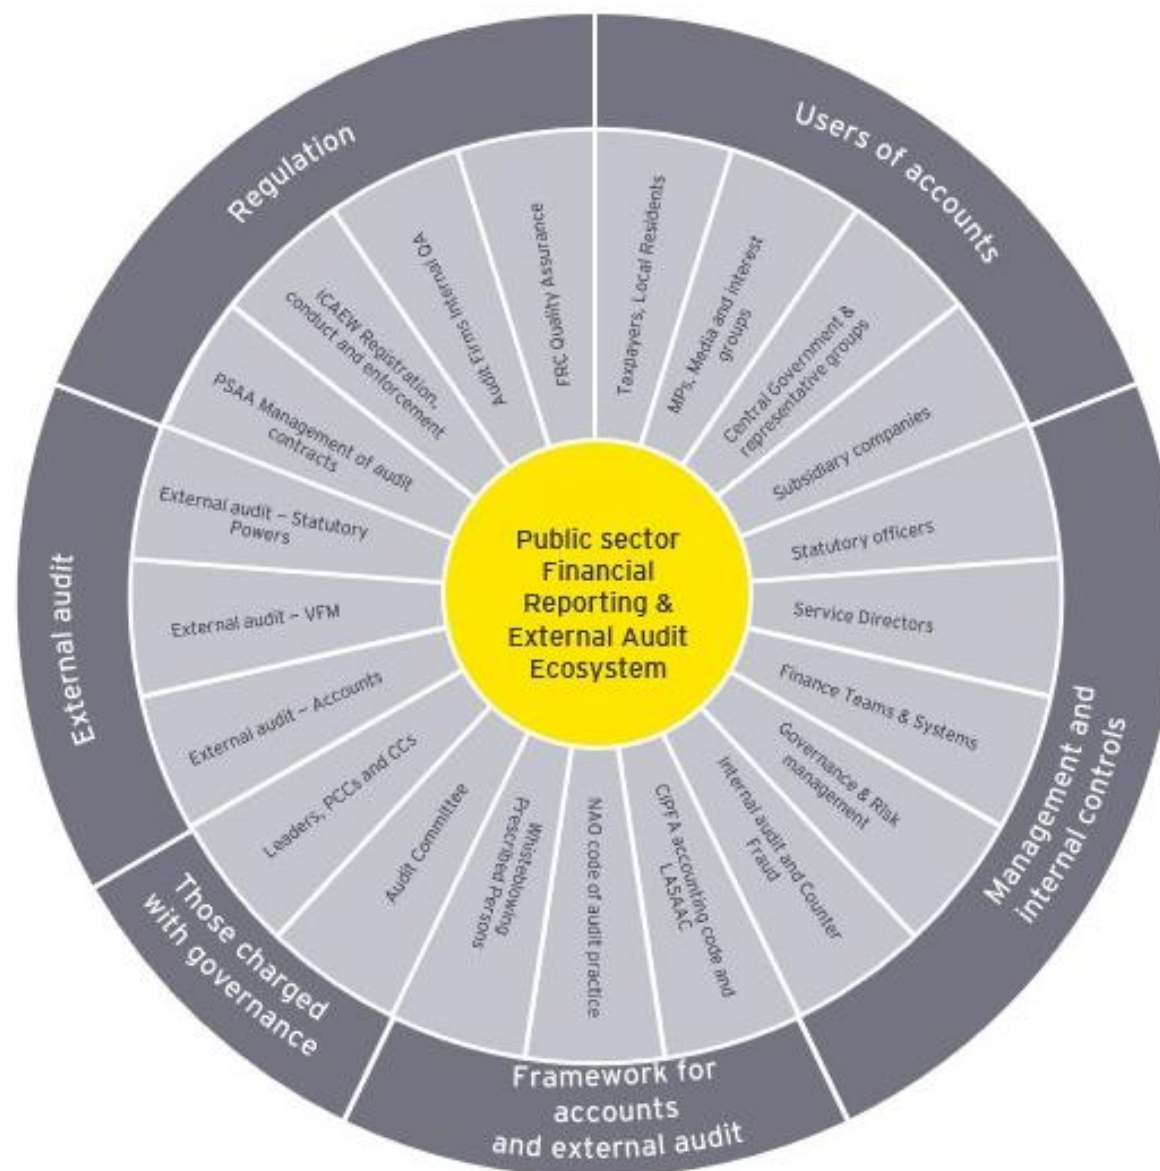 Public sector
Financial
Reporting &
External Audit
Ecosystem
Users of accounts
Taxpayers, Local Residents
MPs, Media and interest
groups
Central Government &
representative groups
Subsidiary companies
Management and
internal controls
Statutory officers
Service Directors
Finance Teams & Systems
Governance & Risk
management
Internal audit and Counter
Fraud
Framework for
accounts
and external audit
CIPFA accounting code and
LASAAC
NAO code of audit practice
Whisteblowing
Prescribed Persons
Those charged
with governance
Audit Committee
Leaders, PCCs and CCs
External audit
External audit – Accounts
External audit – VFM
External audit – Statutory
Powers
Regulation
PSAA Management of audit
contracts
ICAEW Registration,
conduct and enforcement
Audit Firms Internal QA
FRC Quality Assurance